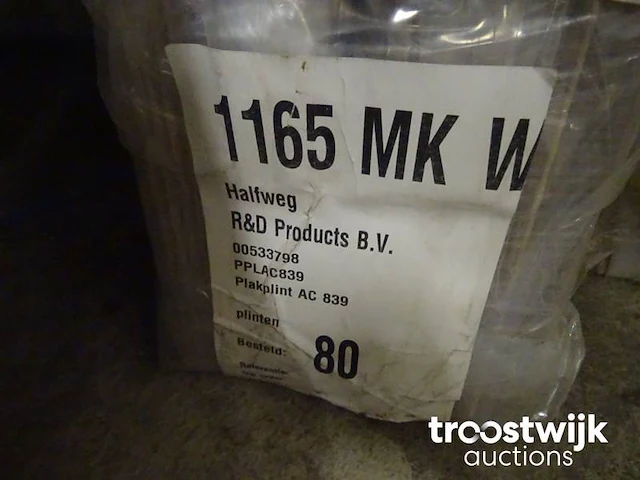 1165 MK W
Halfweg
R&D Products B.V.
00533798
PPLAC839
Plakplint AC 839
plinten
Besteld: 80
troostwijk
auctions